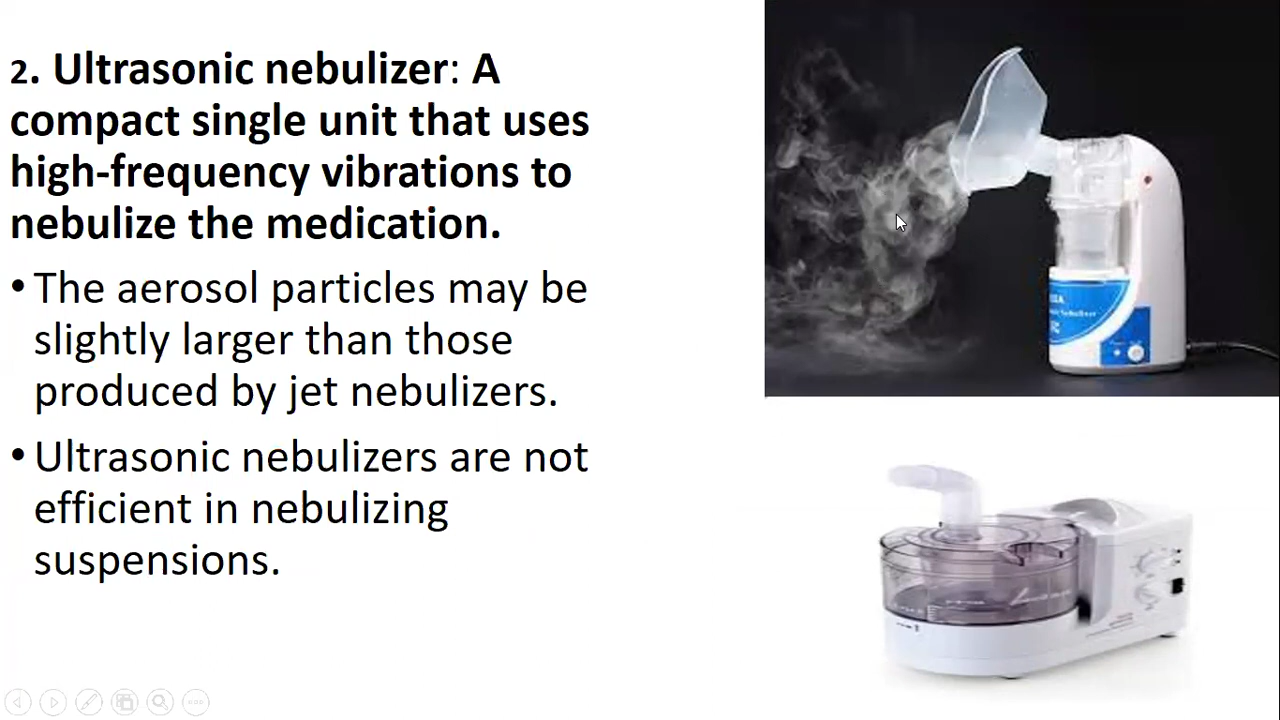 2. Ultrasonic nebulizer: A
compact single unit that uses
high-frequency vibrations to
nebulize the medication.
• The aerosol particles may be
slightly larger than those
produced by jet nebulizers.
• Ultrasonic nebulizers are not
efficient in nebulizing
suspensions.